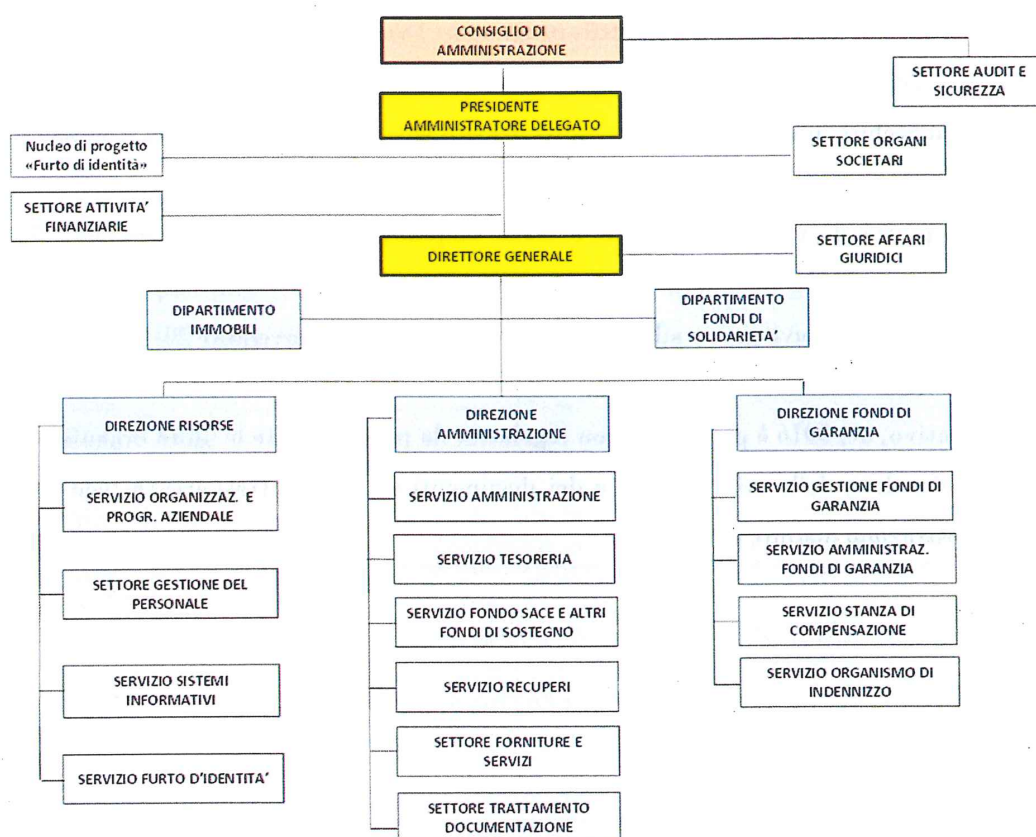 CONSIGLIO DI
AMMINISTRAZIONE
SETTORE AUDIT E
SICUREZZA
PRESIDENTE
AMMINISTRATORE DELEGATO
Nucleo di progetto
«Furto di identità»
SETTORE ORGANI
SOCIETARI
SETTORE ATTIVITA'
FINANZIARIE
DIRETTORE GENERALE
SETTORE AFFARI
GIURIDICI
DIPARTIMENTO
IMMOBILI
DIPARTIMENTO
FONDI DI
SOLIDARIETA'
DIREZIONE RISORSE
SERVIZIO ORGANIZZAZ. E
PROGR. AZIENDALE
SETTORE GESTIONE DEL
PERSONALE
SERVIZIO SISTEMI
INFORMATIVI
SERVIZIO FURTO D'IDENTITA'
DIREZIONE
AMMINISTRAZIONE
SERVIZIO AMMINISTRAZIONE
SERVIZIO TESORERIA
SERVIZIO FONDO SACE E ALTRI
FONDI DI SOSTEGNO
SERVIZIO RECUPERI
SETTORE FORNITURE E
SERVIZI
SETTORE TRATTAMENTO
DOCUMENTAZIONE
DIREZIONE FONDI DI
GARANZIA
SERVIZIO GESTIONE FONDI DI
GARANZIA
SERVIZIO AMMINISTRAZ.
FONDI DI GARANZIA
SERVIZIO STANZA DI
COMPENSAZIONE
SERVIZIO ORGANISMO DI
INDENNIZZO